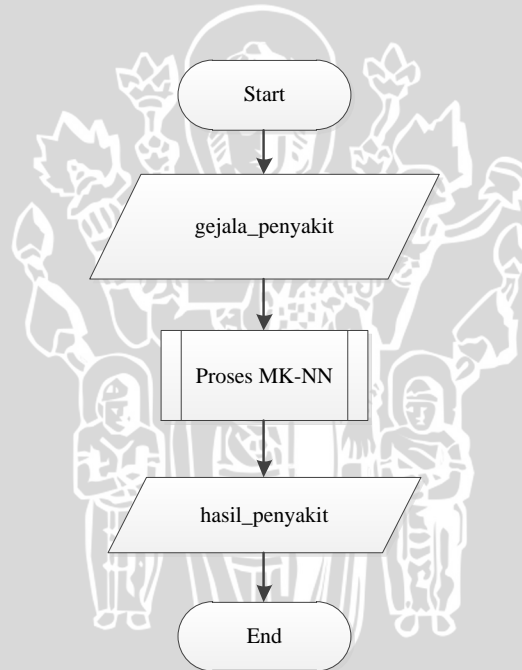 Start
gejala_penyakit
Proses MK-NN
hasil_penyakit
End